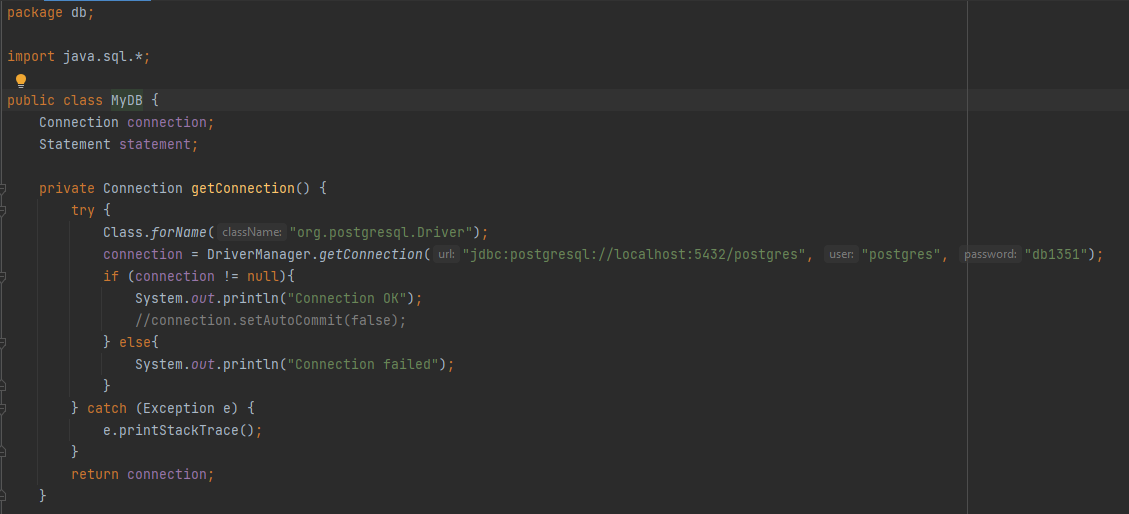 package db;
import java.sql.*;
public class MyDB {
Connection connection;
Statement statement;
private Connection getConnection() {
try {
Class.forName( className: "org.postgresql.Driver");
connection = DriverManager.getConnection( url: "jdbc:postgresql://localhost:5432/postgres", user: "postgres", password: "db1351");
if (connection != null){
System.out.println("Connection OK");
//connection.setAutoCommit(false);
} else{
System.out.println("Connection failed");
}
} catch (Exception e) {
e.printStackTrace();
}
return connection;
}